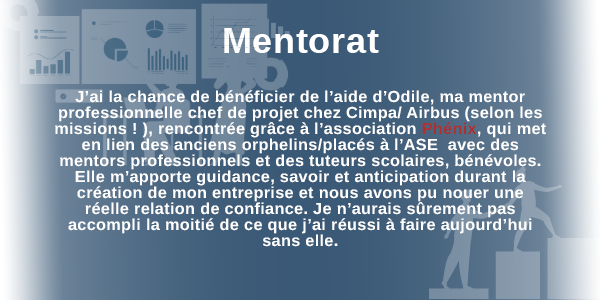 Mentorat
J'ai la chance de bénéficier de l'aide d'Odile, ma mentor
professionnelle chef de projet chez Cimpa/ Airbus (selon les
missions ! ), rencontrée grâce à l'association Phénix, qui met
en lien des anciens orphelins/placés à l'ASE  avec des
mentors professionnels et des tuteurs scolaires, bénévoles.
Elle m'apporte guidance, savoir et anticipation durant la
création de mon entreprise et nous avons pu nouer une
réelle relation de confiance. Je n'aurais sûrement pas
accompli la moitié de ce que j'ai réussi à faire aujourd'hui
sans elle.